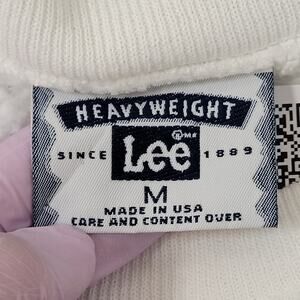 HEAVYWEIGHT
Lee ®
SINCE 1889
M
MADE IN USA
CARE AND CONTENT OVER